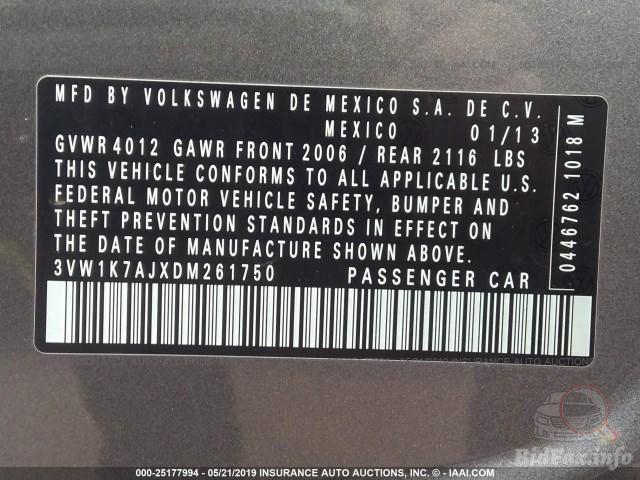 MFD BY VOLKSWAGEN DE MEXICO S.A. DE C.V.
MEXICO 01/13
GVWR 4012 GAWR FRONT 2006 / REAR 2116 LBS
THIS VEHICLE CONFORMS TO ALL APPLICABLE U.S.
FEDERAL MOTOR VEHICLE SAFETY, BUMPER AND
THEFT PREVENTION STANDARDS IN EFFECT ON
THE DATE OF MANUFACTURE SHOWN ABOVE.
3VW1K7AJXDM261750 PASSENGER CAR
0446762 1018 M
BidFax.info
000-25177994 - 05/21/2019 INSURANCE AUTO AUCTIONS, INC. - IAAI.COM